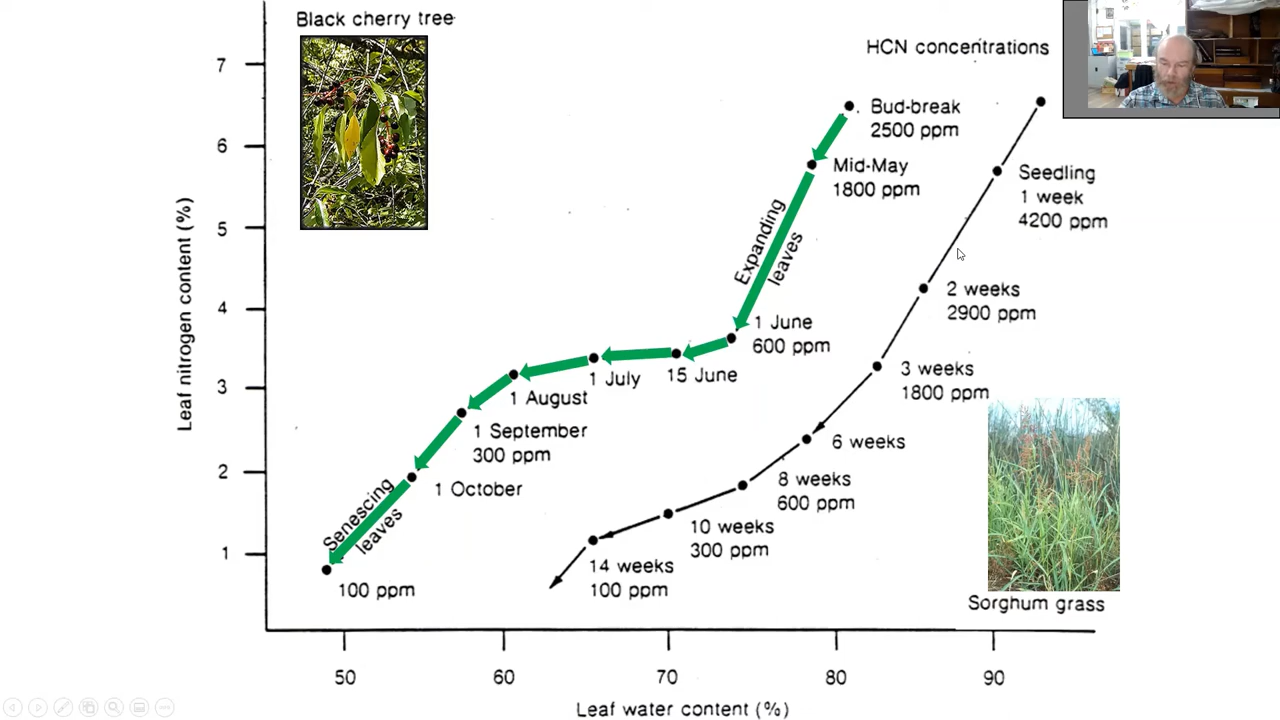 Black cherry tree
HCN concentrations
Bud-break
2500 ppm
Mid-May
1800 ppm
Expanding
leaves
1 June
600 ppm
15 June
1 July
1 August
1 September
300 ppm
1 October
Senescing
leaves
100 ppm
Seedling
1 week
4200 ppm
2 weeks
2900 ppm
3 weeks
1800 ppm
6 weeks
8 weeks
600 ppm
10 weeks
300 ppm
14 weeks
100 ppm
Sorghum grass
Leaf nitrogen content (%)
7
6
5
4
3
2
1
50
60
70
80
90
Leaf water content (%)